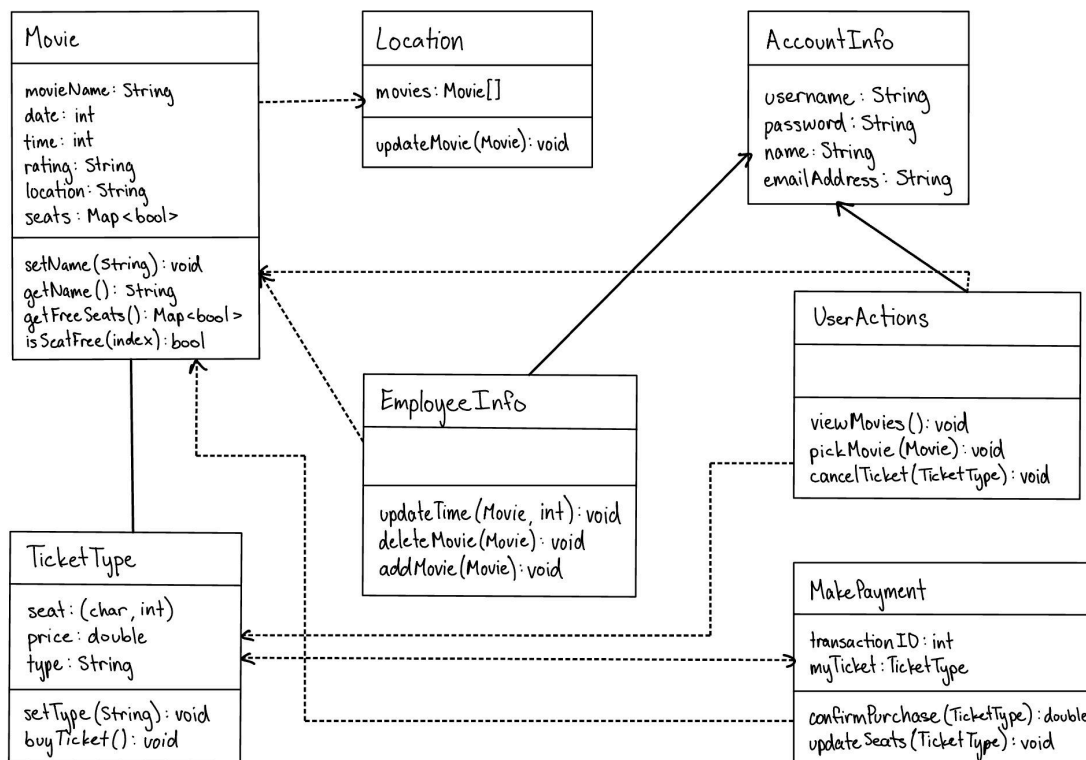 Movie
movieName: String
date: int
time: int
rating: String
location: String
seats: Map<bool>
setName(String): void
getName(): String
getFreeSeats(): Map<bool>
isSeatFree(index): bool
Location
movies: Movie[]
updateMovie(Movie): void
AccountInfo
username: String
password: String
name: String
emailAddress: String
EmployeeInfo
updateTime(Movie, int): void
deleteMovie(Movie): void
addMovie(Movie): void
UserActions
viewMovies(): void
pickMovie(Movie): void
cancelTicket(TicketType): void
TicketType
seat: (char, int)
price: double
type: String
setType(String): void
buyTicket(): void
MakePayment
transactionID: int
myTicket: TicketType
confirmPurchase(TicketType): double
updateSeats(TicketType): void